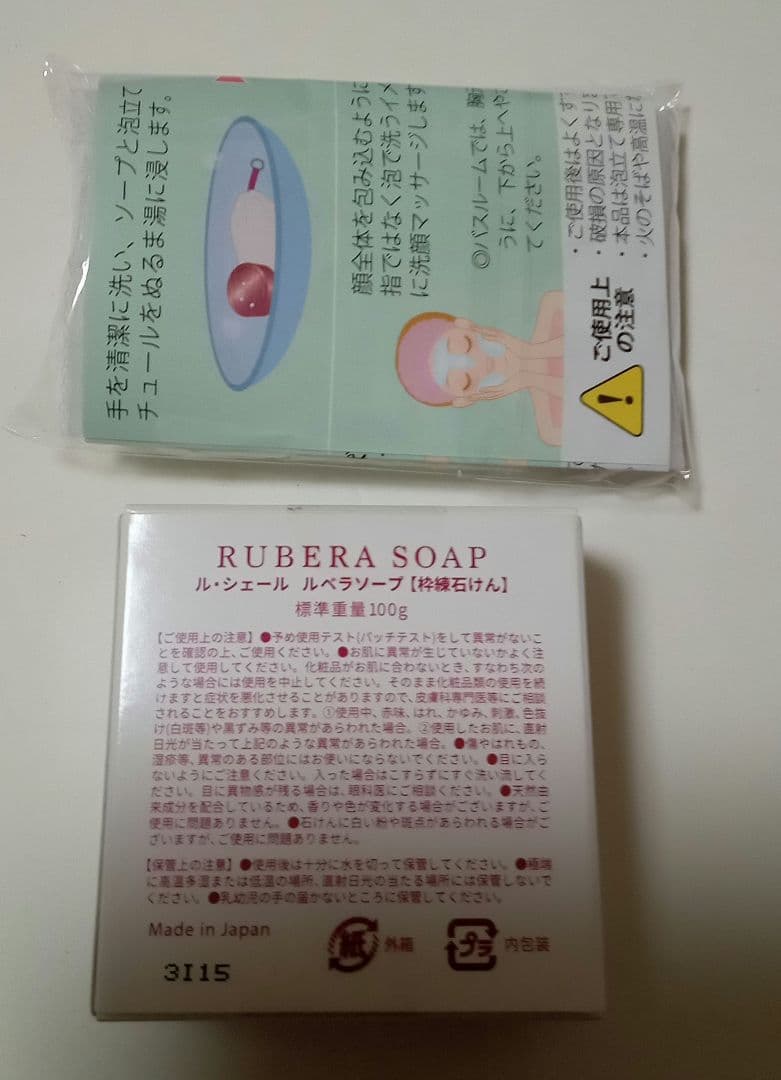 手を清潔に洗い、ソープと泡立て
チュールをぬるま湯に浸します。
顔全体を包み込むように
指ではなく泡で洗うイメ
に洗顔マッサージします
◎バスルームでは、胸
うに、下から上へや
てください。
ご使用上
の注意
・ご使用後はよくす
破損の原因となり
・本品は泡立て専用
・火のそばや高温に
RUBERA SOAP
ル・シェール ルベラソープ【枠練石けん】
標準重量100g
【ご使用上の注意】●予め使用テスト(パッチテスト)をして異常がないこ
とを確認の上、ご使用ください。●お肌に異常が生じていないかよく注
意して使用してください。化粧品がお肌に合わないとき、すなわち次の
ような場合には使用を中止してください。そのまま化粧品類の使用を続
けますと症状を悪化させることがありますので、皮膚科専門医等にご相談
されることをおすすめします。①使用中、赤味、はれ、かゆみ、刺激、色抜
け(白斑等)や黒ずみ等の異常があらわれた場合。②使用したお肌に、直射
日光が当たって上記のような異常があらわれた場合。●傷やはれもの、
湿疹等、異常のある部位にはお使いにならないでください。●目に入ら
ないようにご注意ください。入った場合はこすらずにすぐ洗い流してく
ださい。目に異物感が残る場合は、眼科医にご相談ください。●天然由
来成分を配合しているため、香りや色が変化する場合がございますが、ご
使用に問題ありません。●石けんに白い粉や斑点があらわれる場合がご
ざいますが、ご使用に問題ありません。
【保管上の注意】●使用後は十分に水を切って保管してください。●極端
に高温多湿または低温の場所、直射日光の当たる場所には保管しないで
ください。●乳幼児の手の届かないところに保管してください。
Made in Japan
紙 外箱
プラ 内包装
3I15